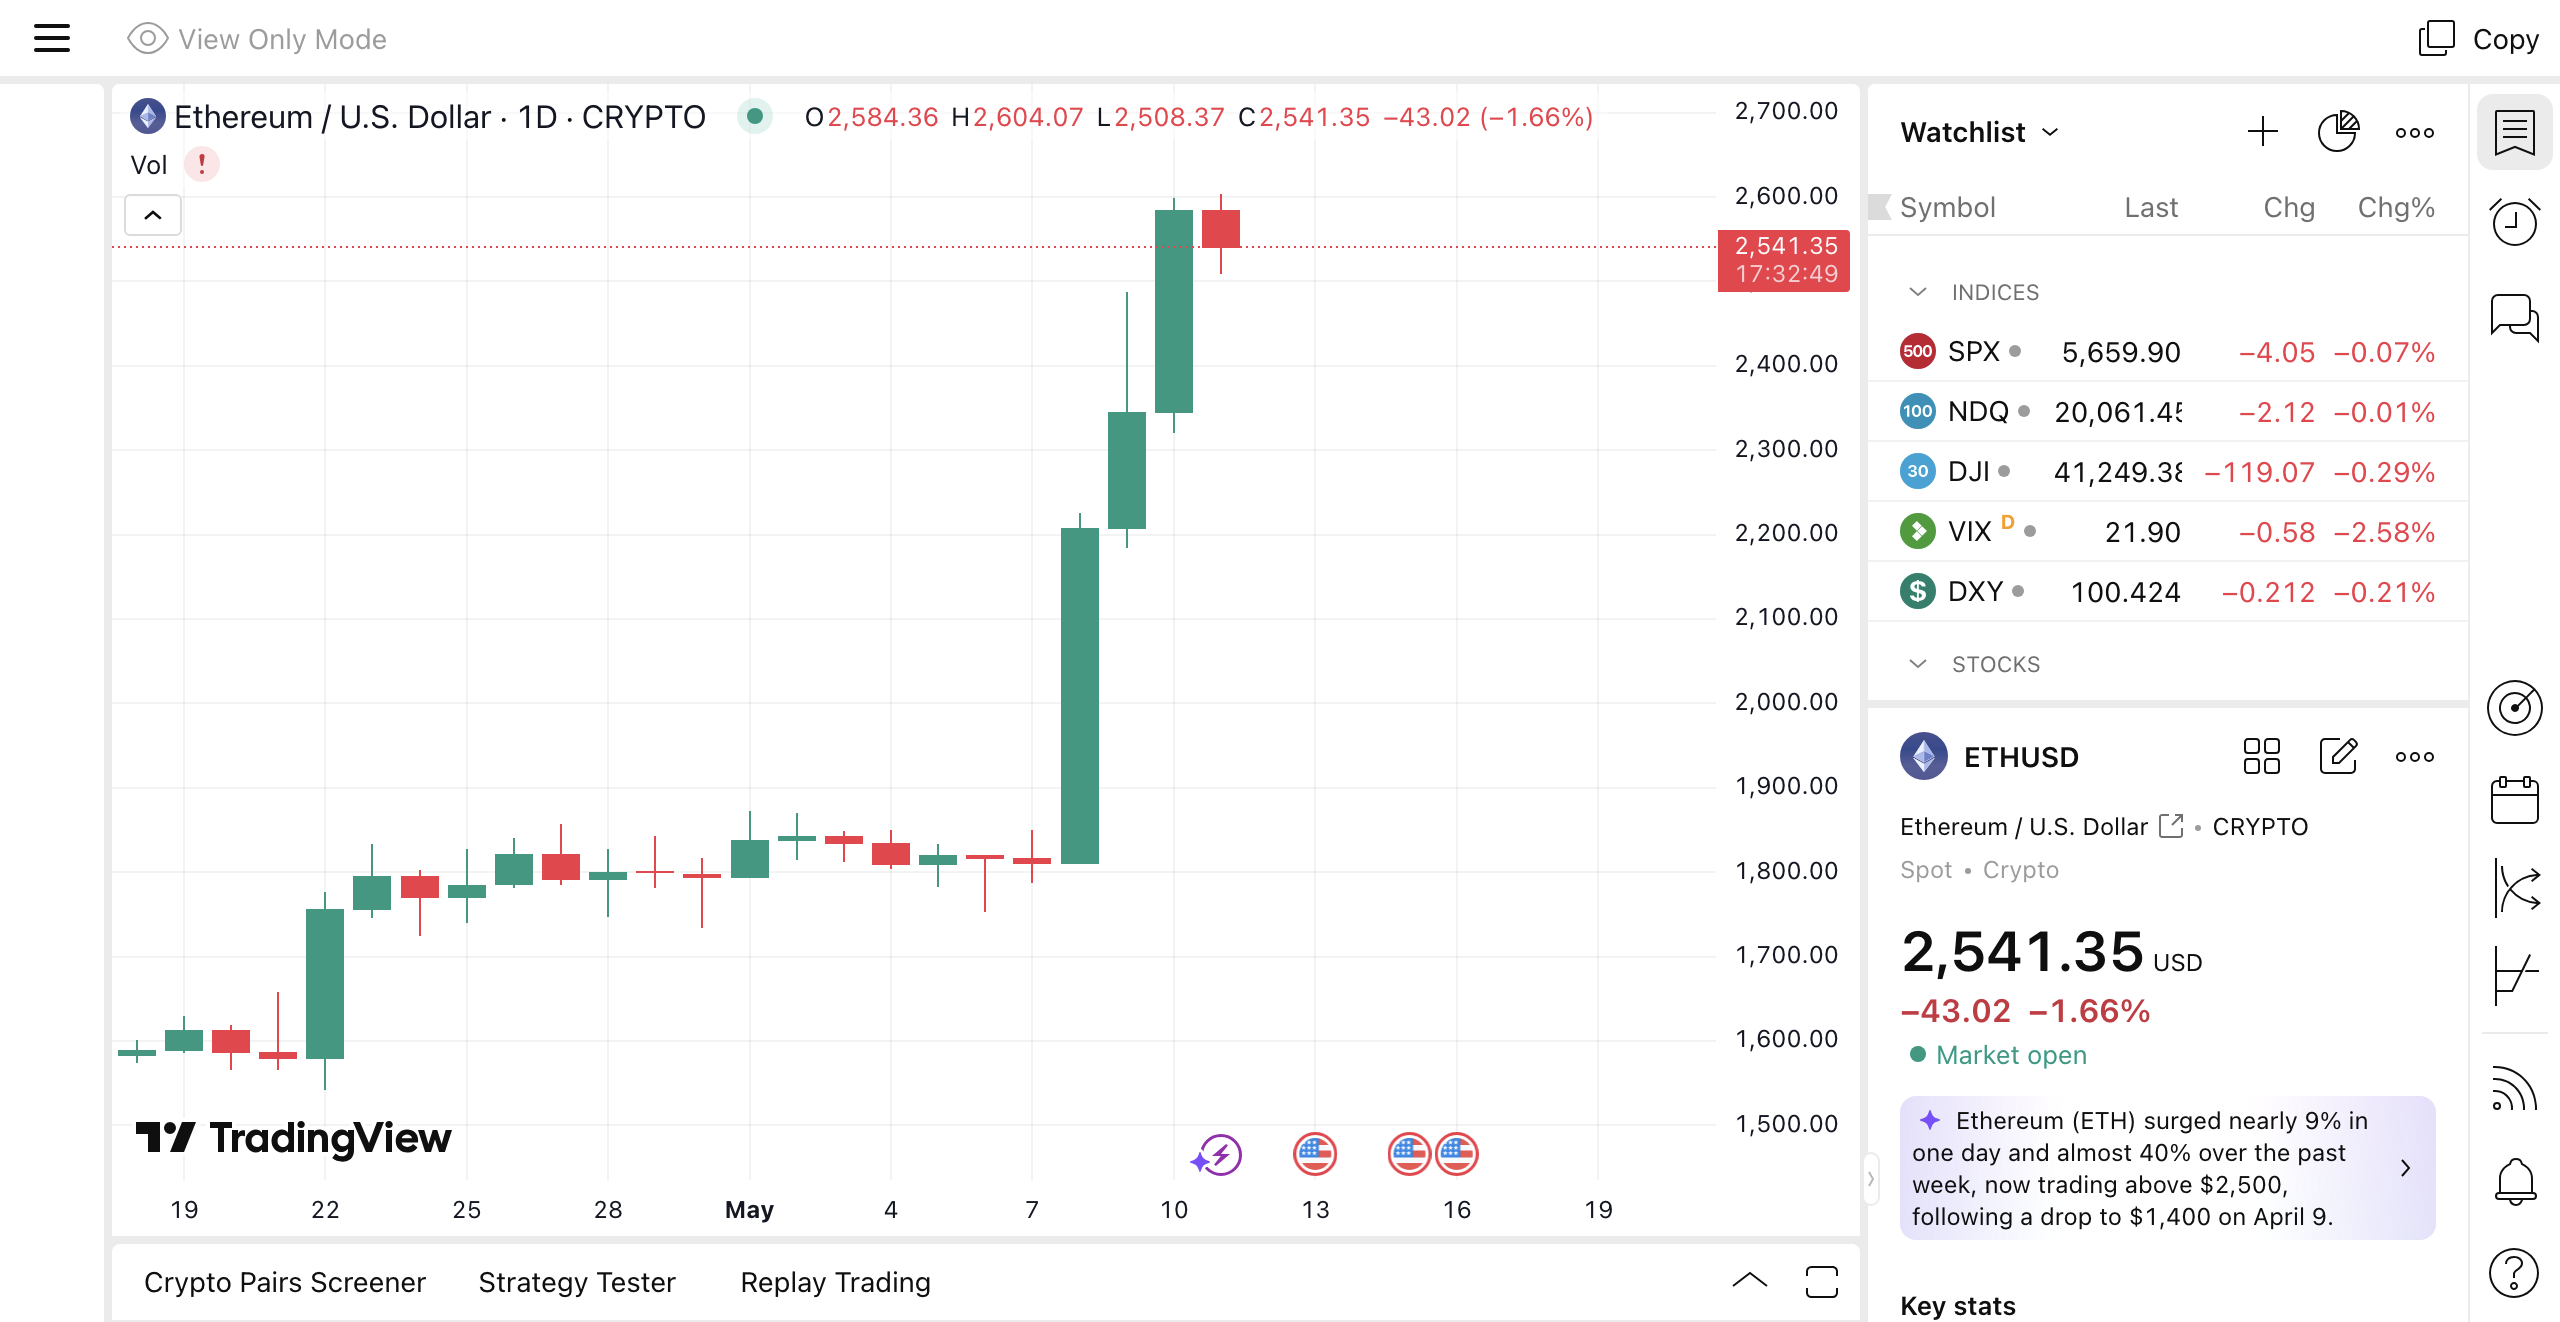 View Only Mode
Copy
Ethereum / U.S. Dollar · 1D · CRYPTO
O2,584.36 H2,604.07 L2,508.37 C2,541.35 −43.02 (−1.66%)
Vol
2,700.00
2,600.00
2,541.35
17:32:49
2,400.00
2,300.00
2,200.00
2,100.00
2,000.00
1,900.00
1,800.00
1,700.00
1,600.00
1,500.00
TradingView
19 22 25 28 May 4 7 10 13 16 19
Crypto Pairs Screener Strategy Tester Replay Trading
Watchlist
Symbol Last Chg Chg%
INDICES
500 SPX 5,659.90 −4.05 −0.07%
100 NDQ 20,061.45 −2.12 −0.01%
30 DJI 41,249.38 −119.07 −0.29%
VIX D 21.90 −0.58 −2.58%
$ DXY 100.424 −0.212 −0.21%
STOCKS
ETHUSD
Ethereum / U.S. Dollar • CRYPTO
Spot • Crypto
2,541.35 USD
−43.02 −1.66%
Market open
Ethereum (ETH) surged nearly 9% in
one day and almost 40% over the past
week, now trading above $2,500,
following a drop to $1,400 on April 9.
Key stats